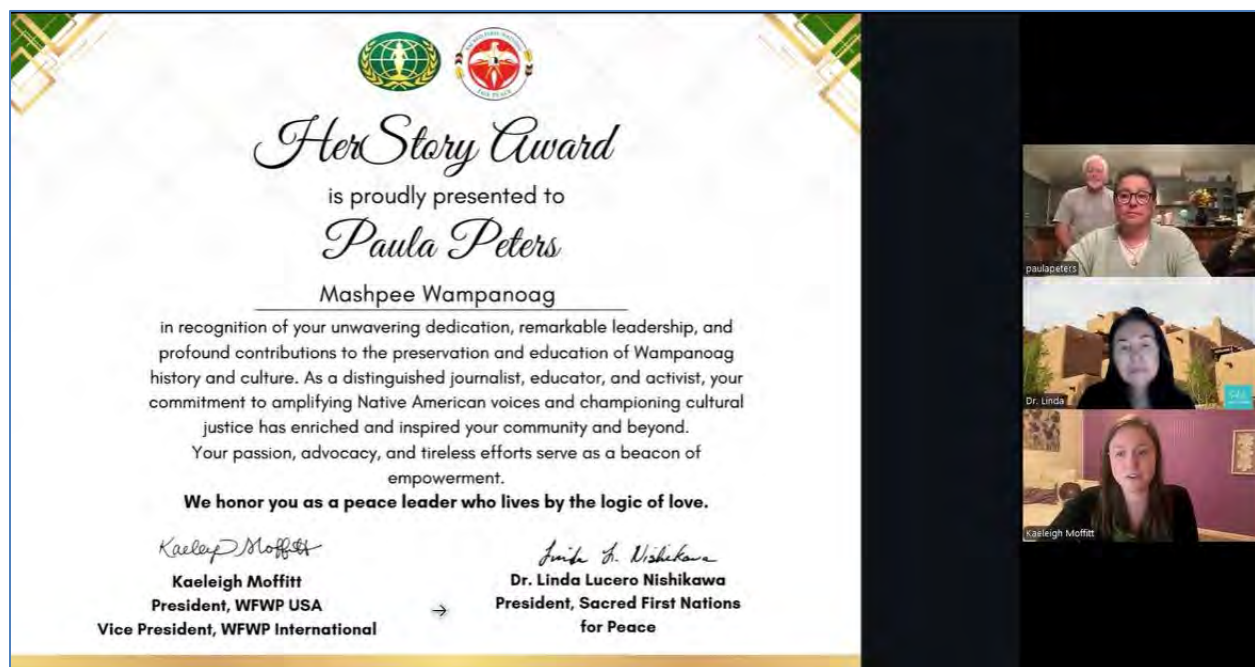 HerStory Award
is proudly presented to
Paula Peters
Mashpee Wampanoag
in recognition of your unwavering dedication, remarkable leadership, and
profound contributions to the preservation and education of Wampanoag
history and culture. As a distinguished journalist, educator, and activist, your
commitment to amplifying Native American voices and championing cultural
justice has enriched and inspired your community and beyond.
Your passion, advocacy, and tireless efforts serve as a beacon of
empowerment.
We honor you as a peace leader who lives by the logic of love.
Kaeleigh Moffitt
President, WFWP USA
Vice President, WFWP International
Dr. Linda Lucero Nishikawa
President, Sacred First Nations
for Peace
paulapeters
Dr. Linda
Kaeleigh Moffitt